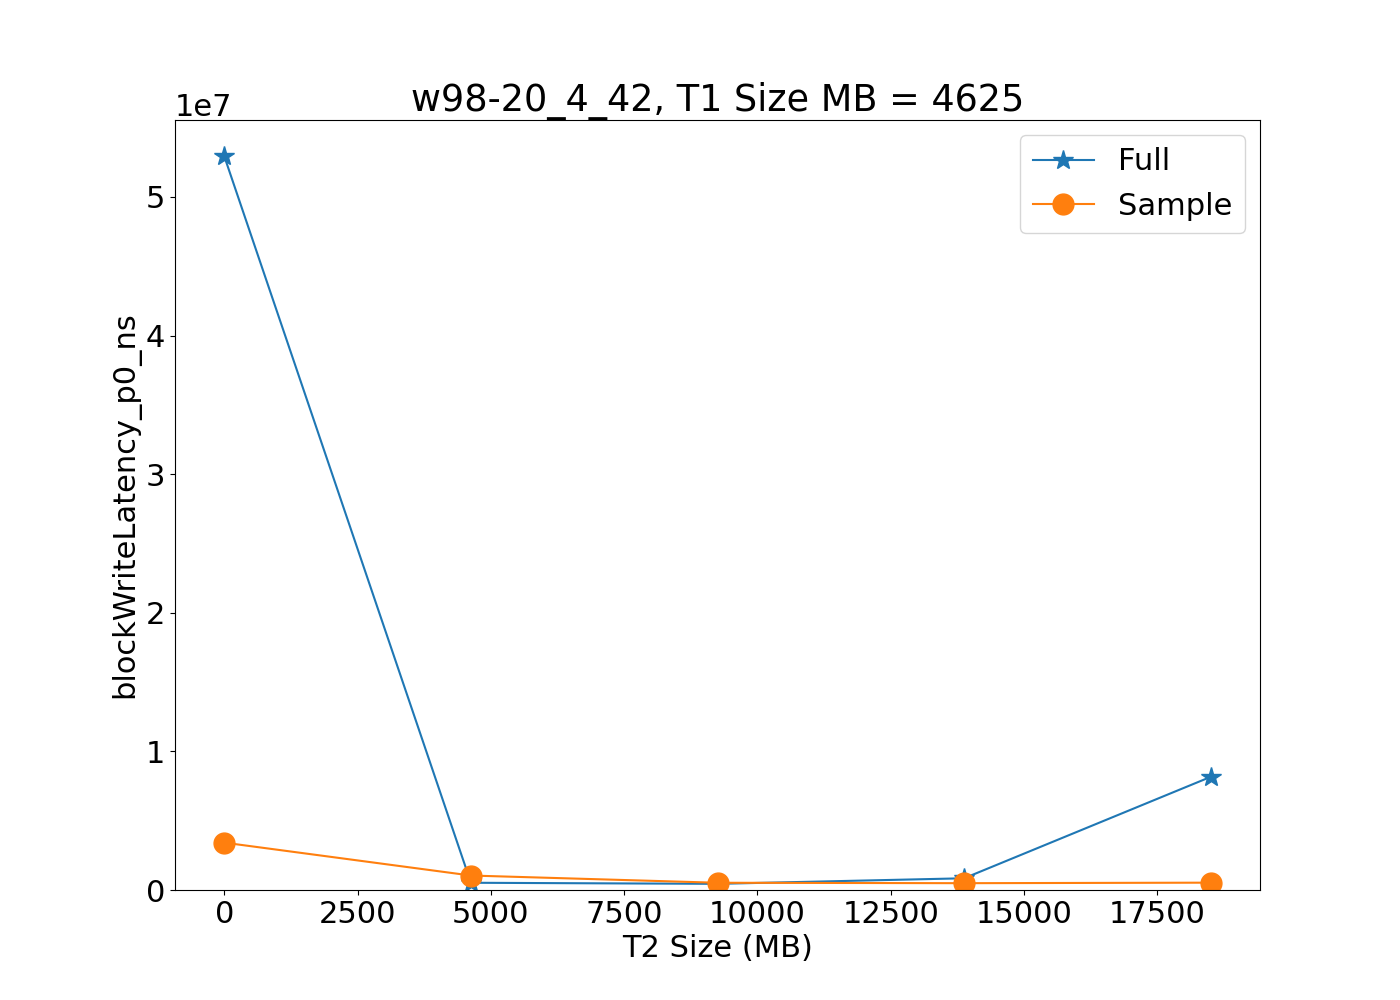 w98-20_4_42, T1 Size MB = 4625
1e7
Full
Sample
5
4
3
2
1
0
blockWriteLatency_p0_ns
0 2500 5000 7500 10000 12500 15000 17500
T2 Size (MB)